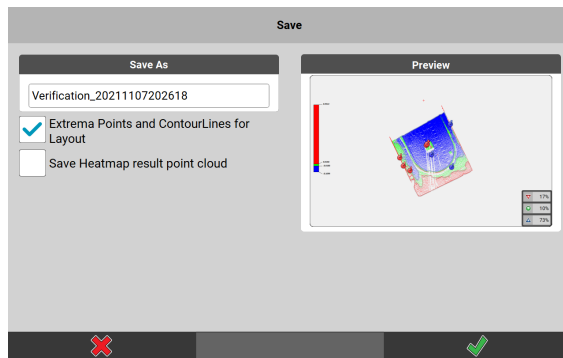 Save
Save As
Verification_20211107202618
Extrema Points and ContourLines for
Layout
Save Heatmap result point cloud
Preview
17%
10%
73%